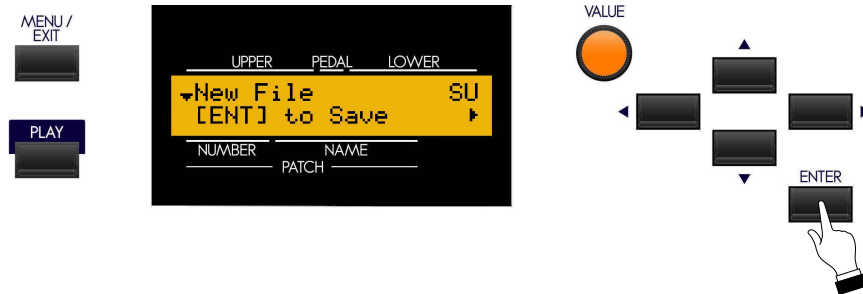 MENU /
EXIT
PLAY
UPPER PEDAL LOWER
New File SU
[ENT] to Save
NUMBER NAME
PATCH
VALUE
ENTER